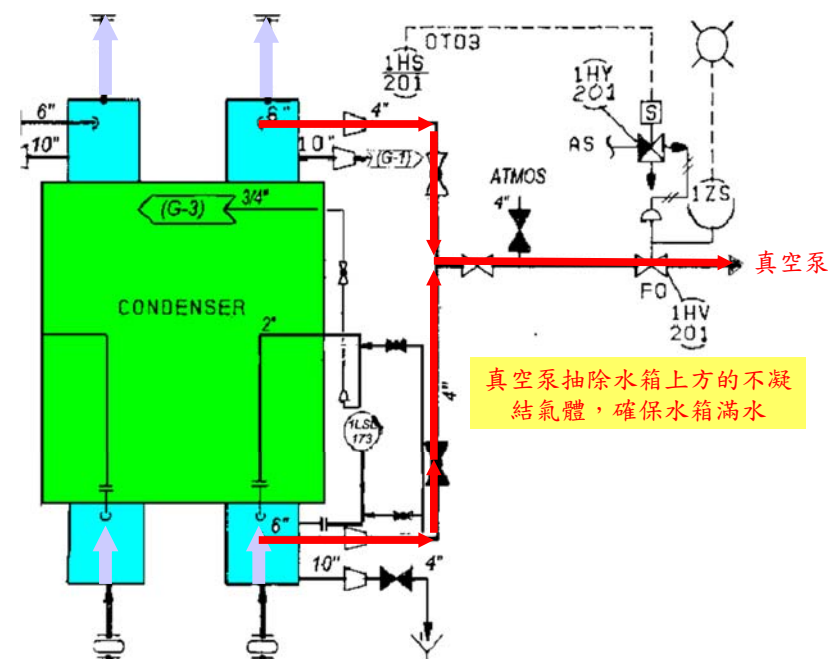 OTO3
1HS
201
1HY
201
S
AS
6"
10"
6"
4"
10"
(G-1)
ATMOS
4"
1ZS
(G-3)
3/4"
真空泵
FO
1HV
201
CONDENSER
2"
真空泵抽除水箱上方的不凝
結氣體，確保水箱滿水
4"
173
6"
10"
4"